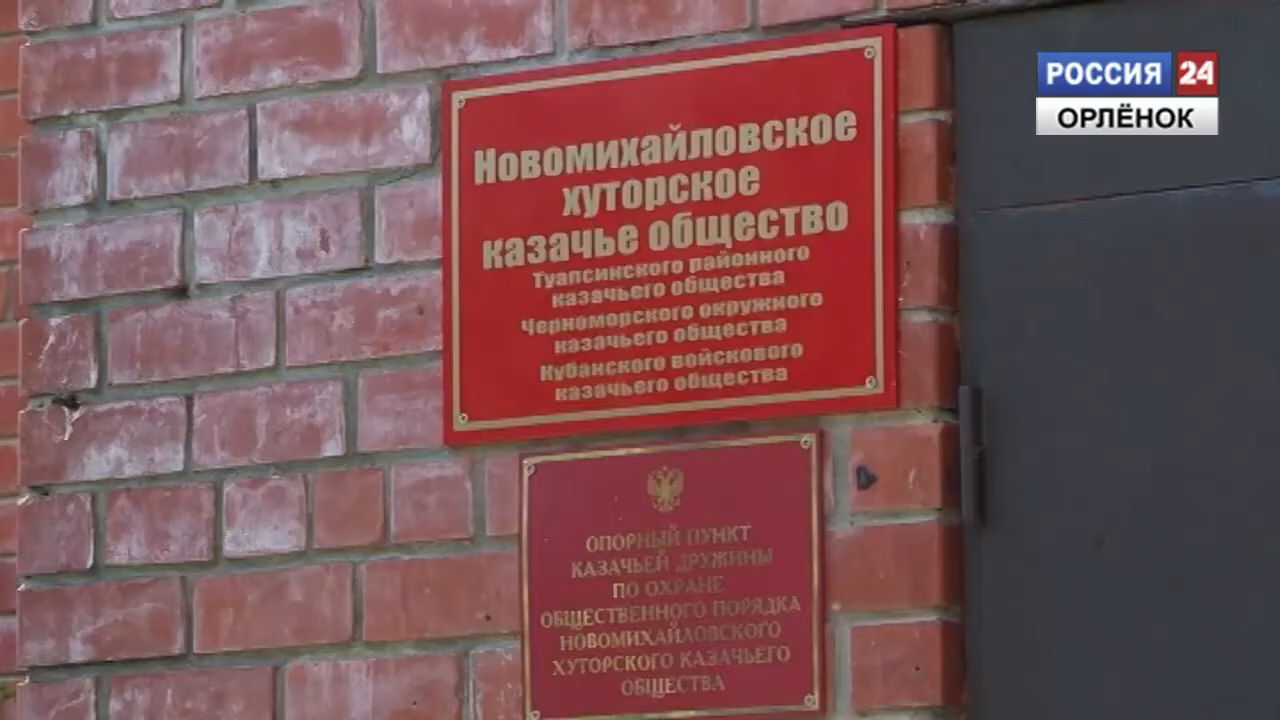 РОССИЯ 24
ОРЛЁНОК
Новомихайловское
хуторское
казачье общество
Туапсинского районного
казачьего общества
Черноморского окружного
казачьего общества
Кубанского войскового
казачьего общества
ОПОРНЫЙ ПУНКТ
КАЗАЧЬЕЙ ДРУЖИНЫ
ПО ОХРАНЕ
ОБЩЕСТВЕННОГО ПОРЯДКА
НОВОМИХАЙЛОВСКОГО
ХУТОРСКОГО КАЗАЧЬЕГО
ОБЩЕСТВА